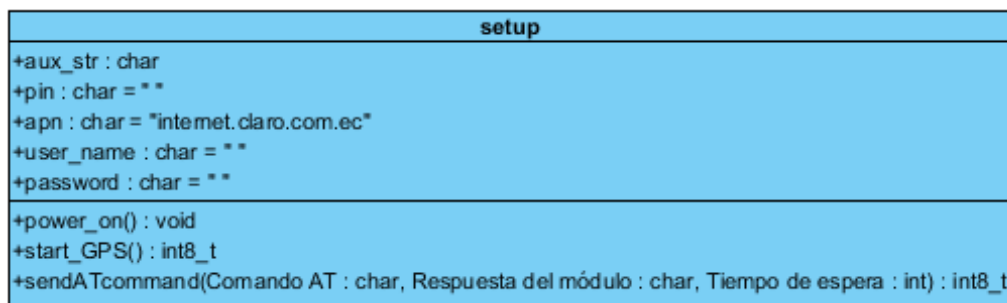 setup
+aux_str : char
+pin : char = " "
+apn : char = "internet.claro.com.ec"
+user_name : char = " "
+password : char = " "
+power_on() : void
+start_GPS() : int8_t
+sendATcommand(Comando AT : char, Respuesta del módulo : char, Tiempo de espera : int) : int8_t